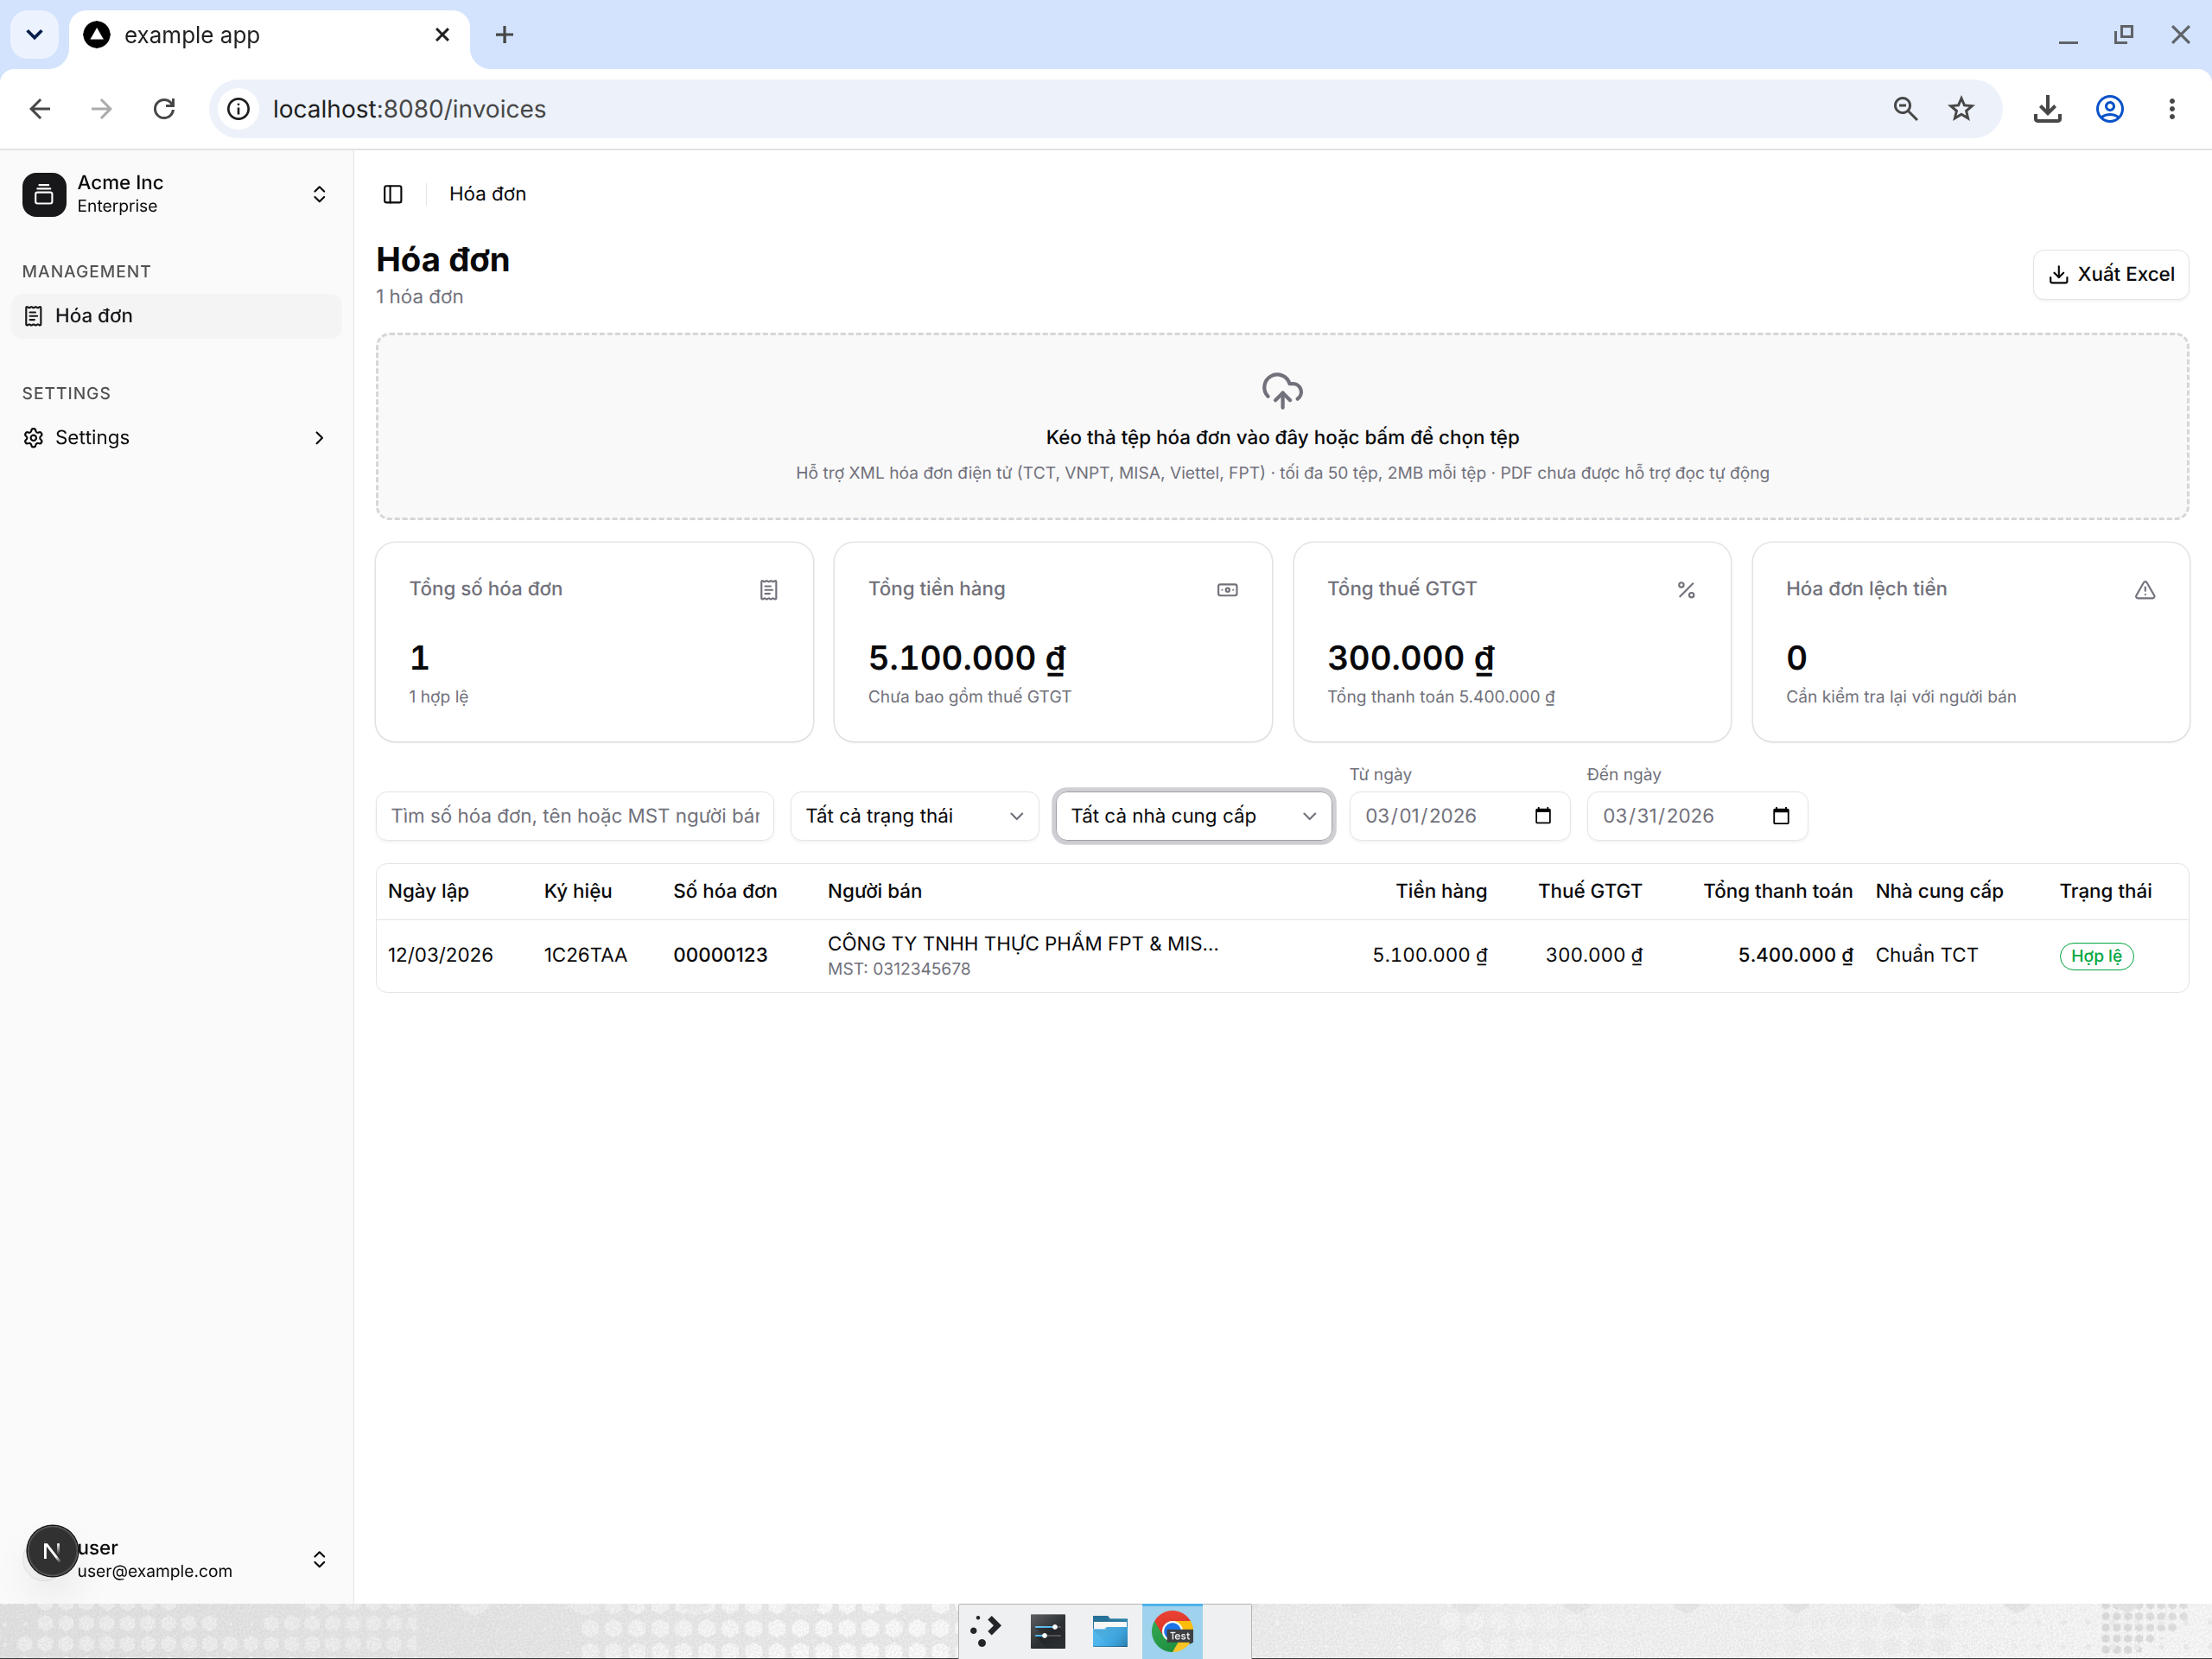 example app
localhost:8080/invoices
Acme Inc
Enterprise
MANAGEMENT
Hóa đơn
SETTINGS
Settings
Hóa đơn
Hóa đơn
1 hóa đơn
Xuất Excel
Kéo thả tệp hóa đơn vào đây hoặc bấm để chọn tệp
Hỗ trợ XML hóa đơn điện tử (TCT, VNPT, MISA, Viettel, FPT) · tối đa 50 tệp, 2MB mỗi tệp · PDF chưa được hỗ trợ đọc tự động
Tổng số hóa đơn
1
1 hợp lệ
Tổng tiền hàng
5.100.000 ₫
Chưa bao gồm thuế GTGT
Tổng thuế GTGT
300.000 ₫
Tổng thanh toán 5.400.000 ₫
Hóa đơn lệch tiền
0
Cần kiểm tra lại với người bán
Từ ngày
Đến ngày
Tìm số hóa đơn, tên hoặc MST người bán
Tất cả trạng thái
Tất cả nhà cung cấp
03/01/2026
03/31/2026
Ngày lập Ký hiệu Số hóa đơn Người bán Tiền hàng Thuế GTGT Tổng thanh toán Nhà cung cấp Trạng thái
12/03/2026 1C26TAA 00000123 CÔNG TY TNHH THỰC PHẨM FPT & MIS... 5.100.000 ₫ 300.000 ₫ 5.400.000 ₫ Chuẩn TCT Hợp lệ
MST: 0312345678
N
user
user@example.com
Test